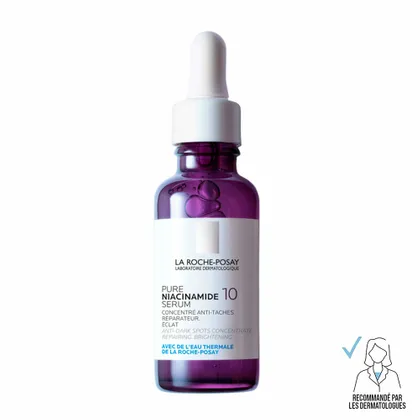 LA ROCHE-POSAY
LABORATOIRE DERMATOLOGIQUE
PURE
NIACINAMIDE 10
SERUM
CONCENTRÉ ANTI-TACHES
RÉPARATEUR.
ÉCLAT
ANTI-DARK SPOTS CONCENTRATE
REPAIRING. BRIGHTENING
AVEC DE L'EAU THERMALE
DE LA ROCHE-POSAY
RECOMMANDÉ PAR
LES DERMATOLOGUES